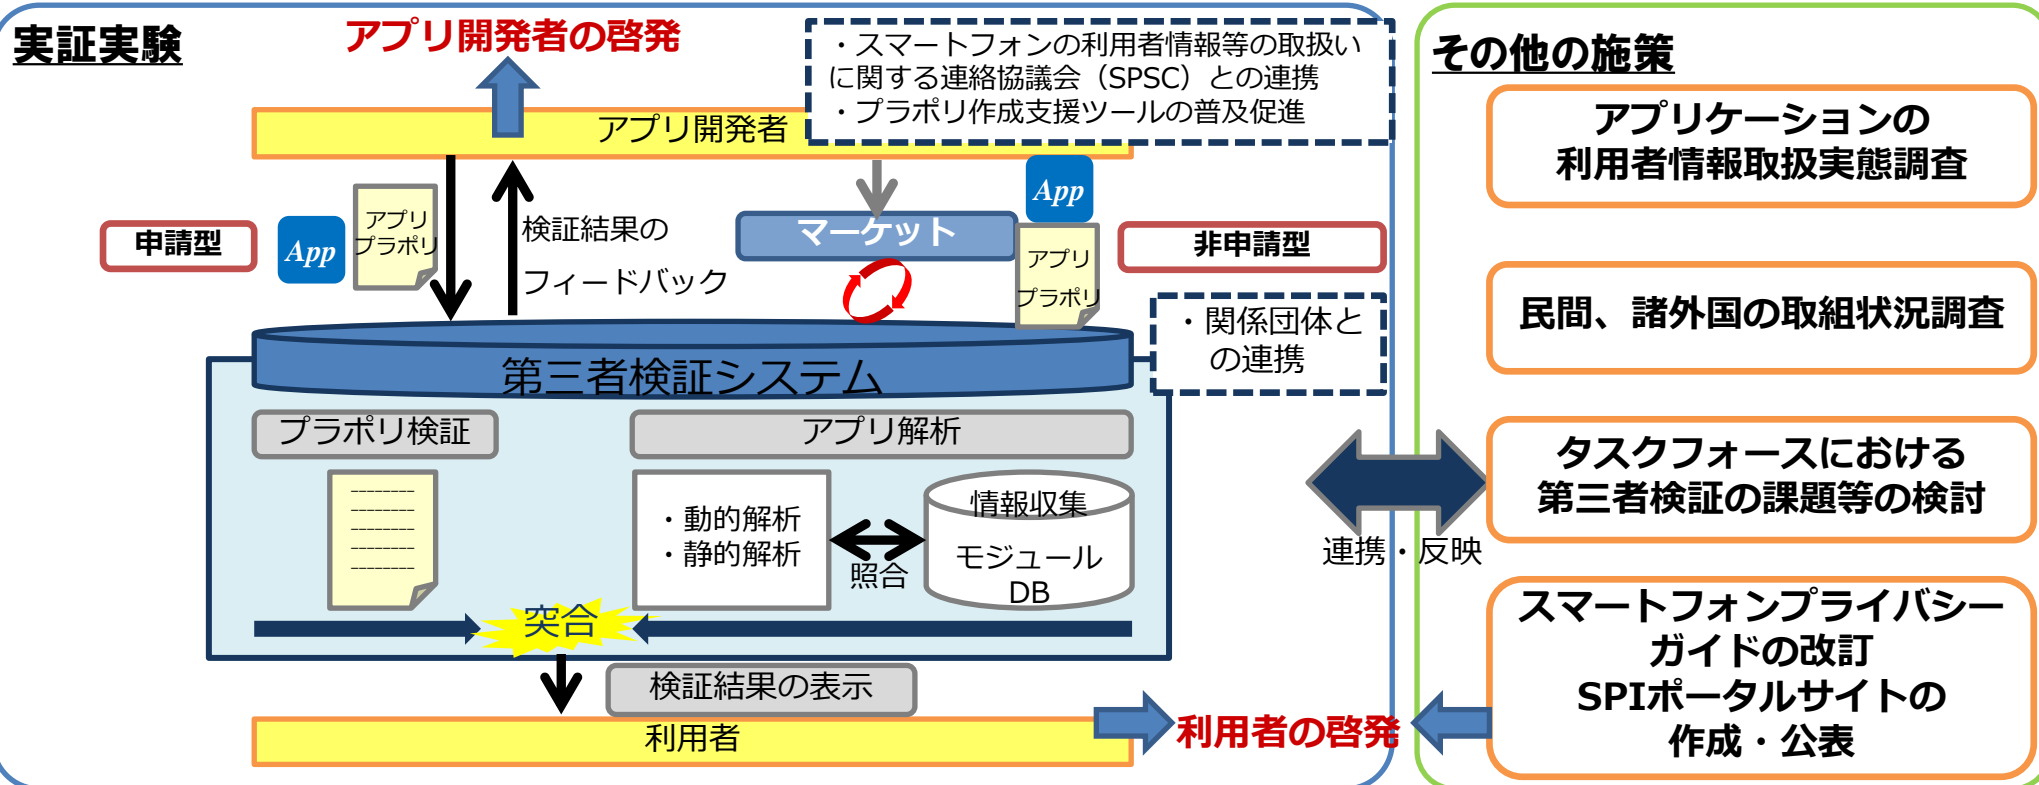 実証実験
アプリ開発者の啓発
・スマートフォンの利用者情報等の取扱い
に関する連絡協議会（SPSC）との連携
・プラポリ作成支援ツールの普及促進
アプリ開発者
申請型
App
アプリ
プラポリ
検証結果の
フィードバック
マーケット
App
アプリ
プラポリ
非申請型
・関係団体と
の連携
第三者検証システム
プラポリ検証
アプリ解析
--------
--------
--------
--------
--------
・動的解析
・静的解析
照合
情報収集
モジュール
DB
突合
検証結果の表示
利用者
利用者の啓発
連携・反映
その他の施策
アプリケーションの
利用者情報取扱実態調査
民間、諸外国の取組状況調査
タスクフォースにおける
第三者検証の課題等の検討
スマートフォンプライバシー
ガイドの改訂
SPIポータルサイトの
作成・公表